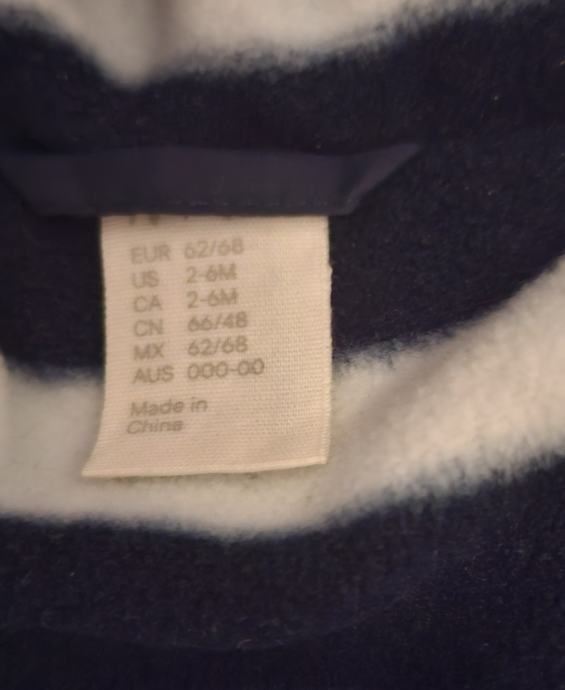 EUR 62/68
US 2-6M
CA 2-6M
CN 66/48
MX 62/68
AUS 000-00
Made in
China